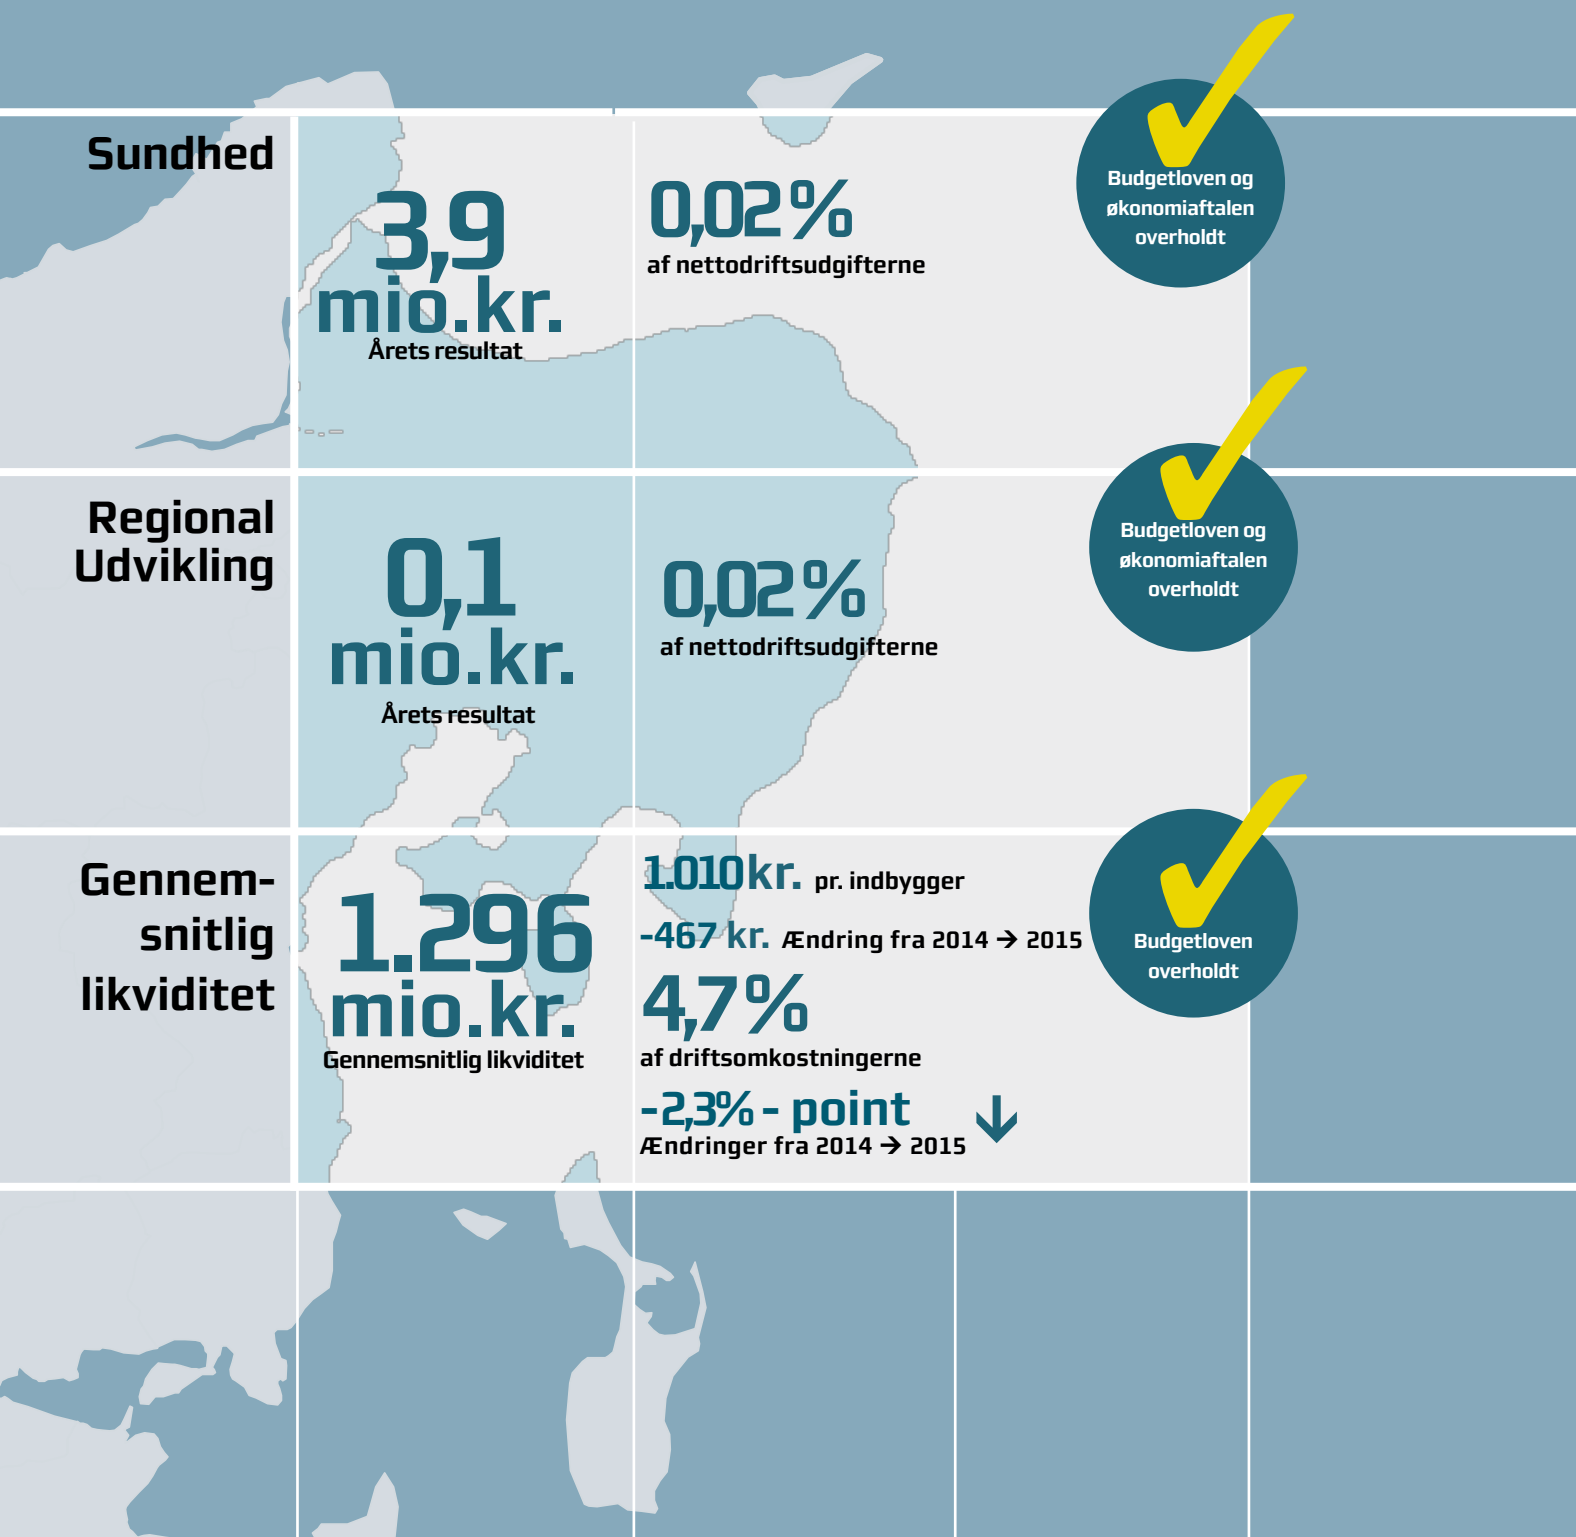 Sundhed
3,9
mio.kr.
Årets resultat
0,02%
af nettodriftsudgifterne
Budgetloven og
økonomiaftalen
overholdt
Regional
Udvikling
0,1
mio.kr.
Årets resultat
0,02%
af nettodriftsudgifterne
Budgetloven og
økonomiaftalen
overholdt
Gennem-
snitlig
likviditet
1.296
mio.kr.
Gennemsnitlig likviditet
1.010kr. pr. indbygger
-467 kr. Ændring fra 2014 → 2015
4,7%
af driftsomkostningerne
-2,3% - point
Ændringer fra 2014 → 2015
Budgetloven
overholdt